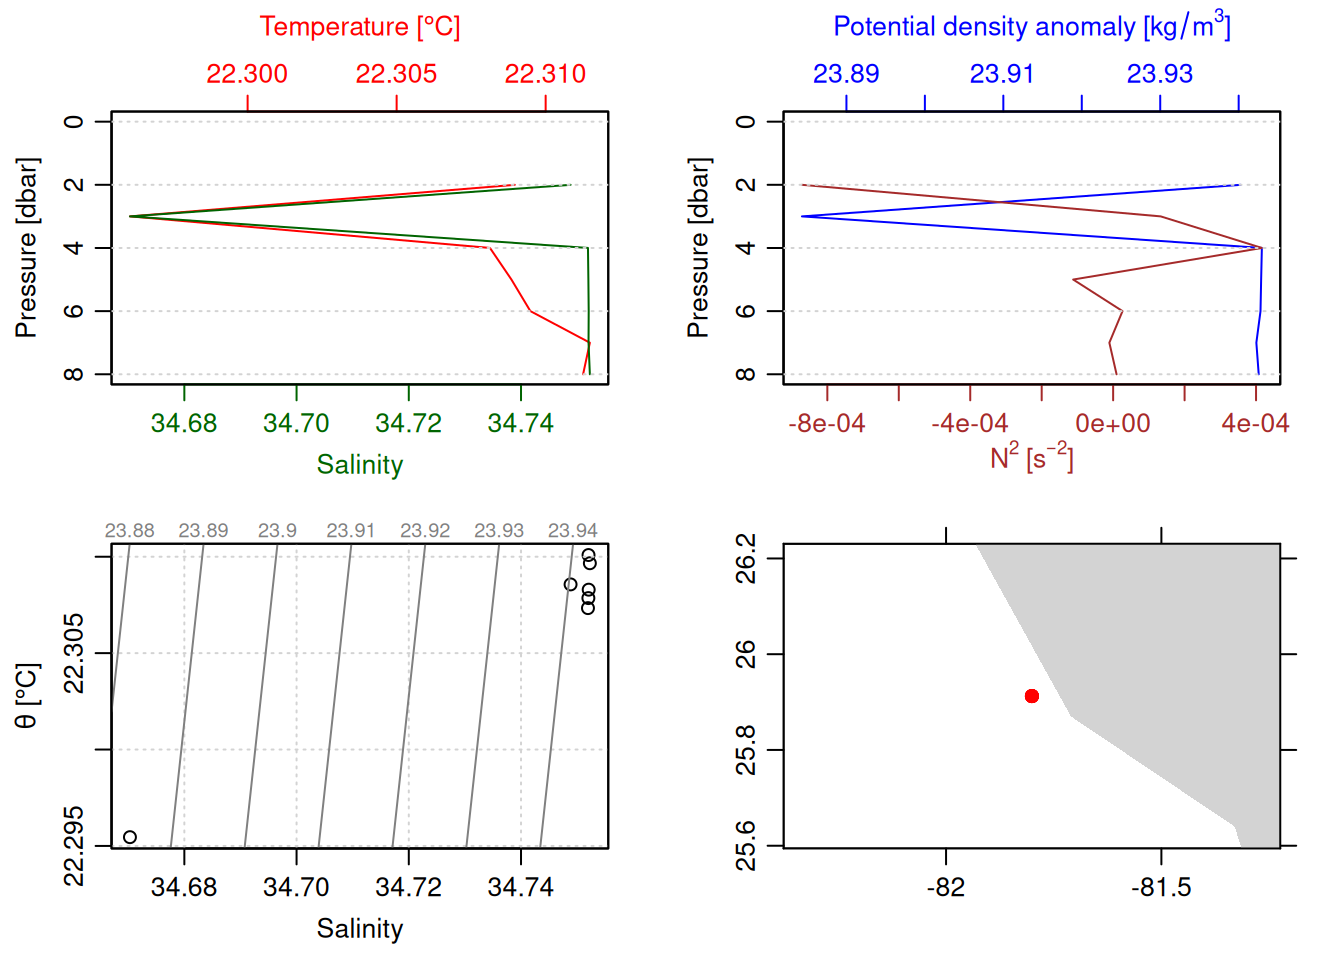 Temperature [°C]
22.300 22.305 22.310
Pressure [dbar]
0
2
4
6
8
34.68 34.70 34.72 34.74
Salinity
Potential density anomaly [kg/m³]
23.89 23.91 23.93
Pressure [dbar]
0
2
4
6
8
-8e-04 -4e-04 0e+00 4e-04
N² [s⁻²]
23.88 23.89 23.9 23.91 23.92 23.93 23.94
θ [°C]
22.305
22.295
34.68 34.70 34.72 34.74
Salinity
26.2
26
25.8
25.6
-82 -81.5